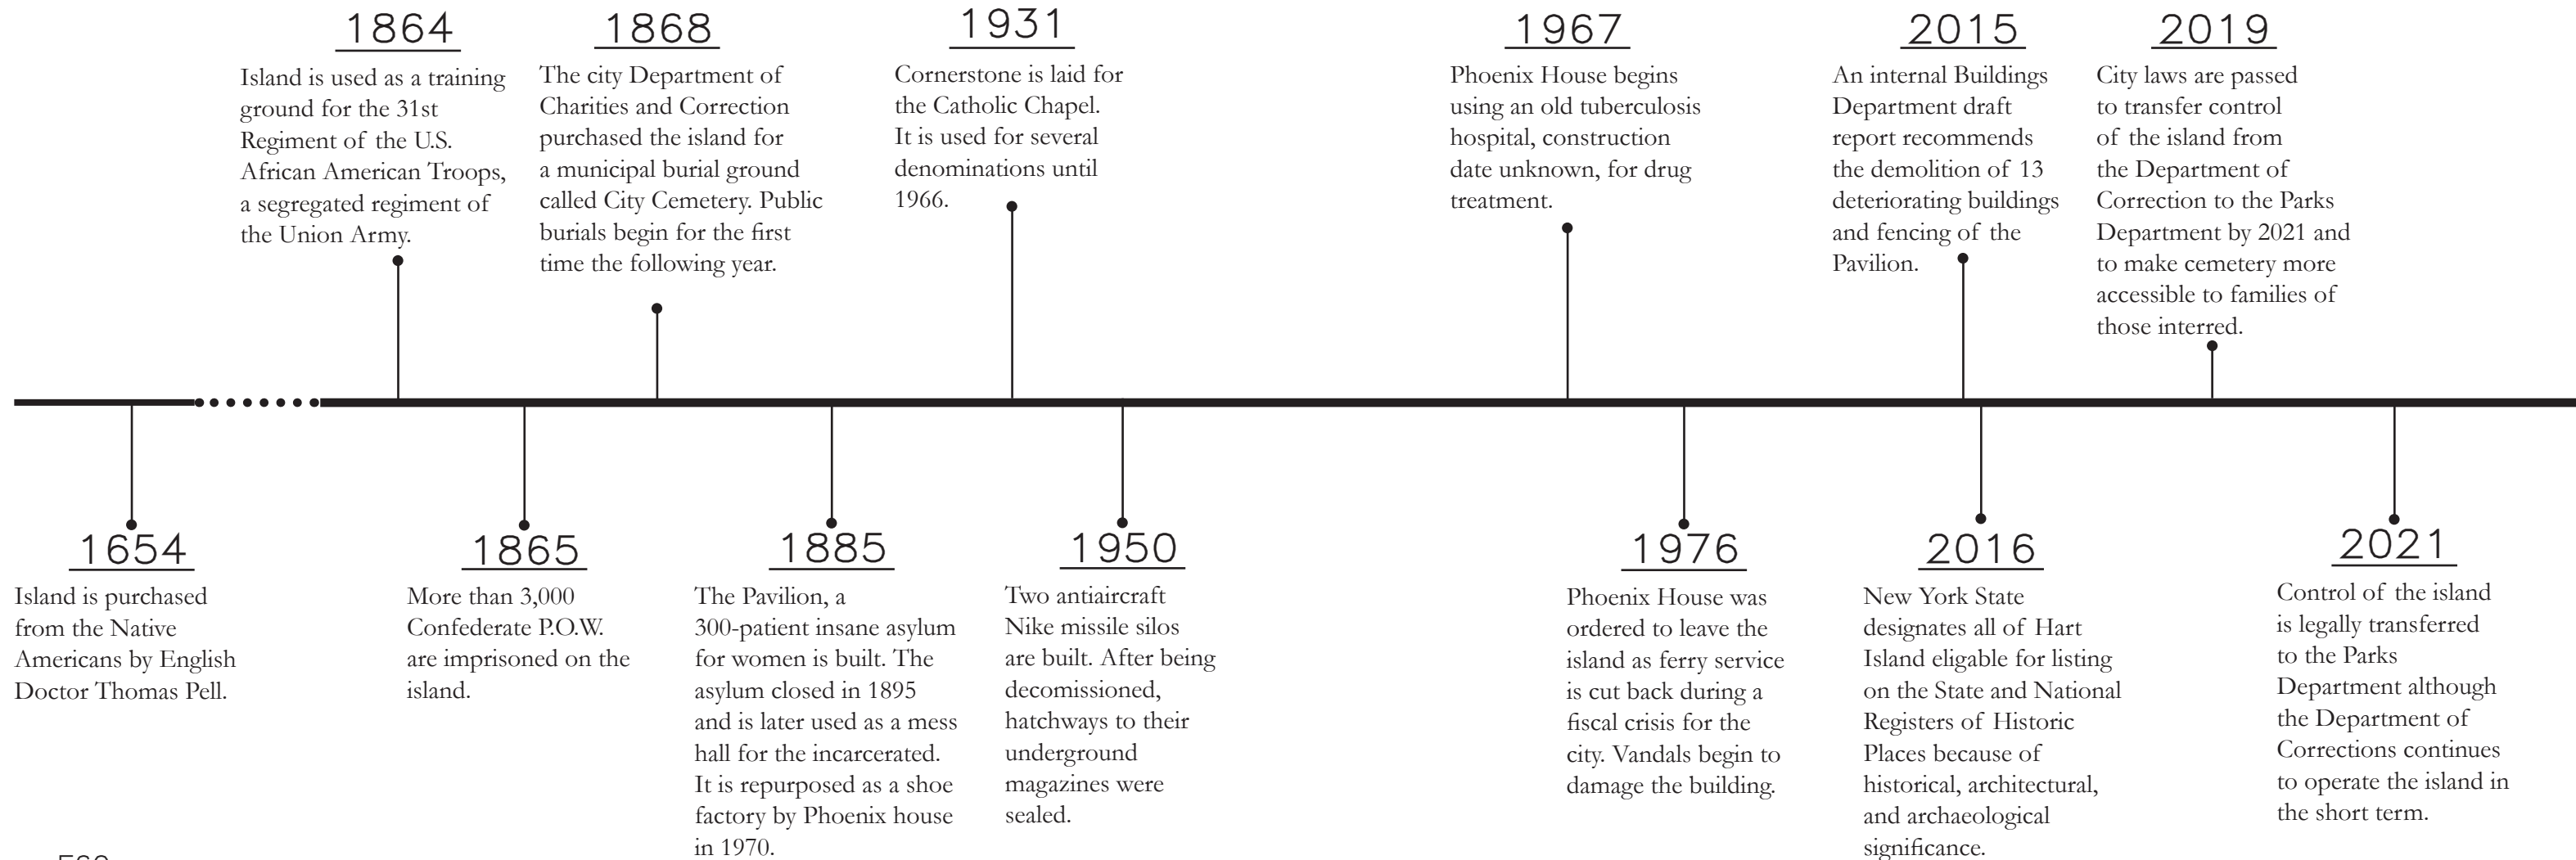 1864
Island is used as a training
ground for the 31st
Regiment of the U.S.
African American Troops,
a segregated regiment of
the Union Army.
1868
The city Department of
Charities and Correction
purchased the island for
a municipal burial ground
called City Cemetery. Public
burials begin for the first
time the following year.
1931
Cornerstone is laid for
the Catholic Chapel.
It is used for several
denominations until
1966.
1967
Phoenix House begins
using an old tuberculosis
hospital, construction
date unknown, for drug
treatment.
2015
An internal Buildings
Department draft
report recommends
the demolition of 13
deteriorating buildings
and fencing of the
Pavilion.
2019
City laws are passed
to transfer control
of the island from
the Department of
Correction to the Parks
Department by 2021 and
to make cemetery more
accessible to families of
those interred.
1654
Island is purchased
from the Native
Americans by English
Doctor Thomas Pell.
1865
More than 3,000
Confederate P.O.W.
are imprisoned on the
island.
1885
The Pavilion, a
300-patient insane asylum
for women is built. The
asylum closed in 1895
and is later used as a mess
hall for the incarcerated.
It is repurposed as a shoe
factory by Phoenix house
in 1970.
1950
Two antiaircraft
Nike missile silos
are built. After being
decomissioned,
hatchways to their
underground
magazines were
sealed.
1976
Phoenix House was
ordered to leave the
island as ferry service
is cut back during a
fiscal crisis for the
city. Vandals begin to
damage the building.
2016
New York State
designates all of Hart
Island eligable for listing
on the State and National
Registers of Historic
Places because of
historical, architectural,
and archaeological
significance.
2021
Control of the island
is legally transferred
to the Parks
Department although
the Department of
Corrections continues
to operate the island in
the short term.